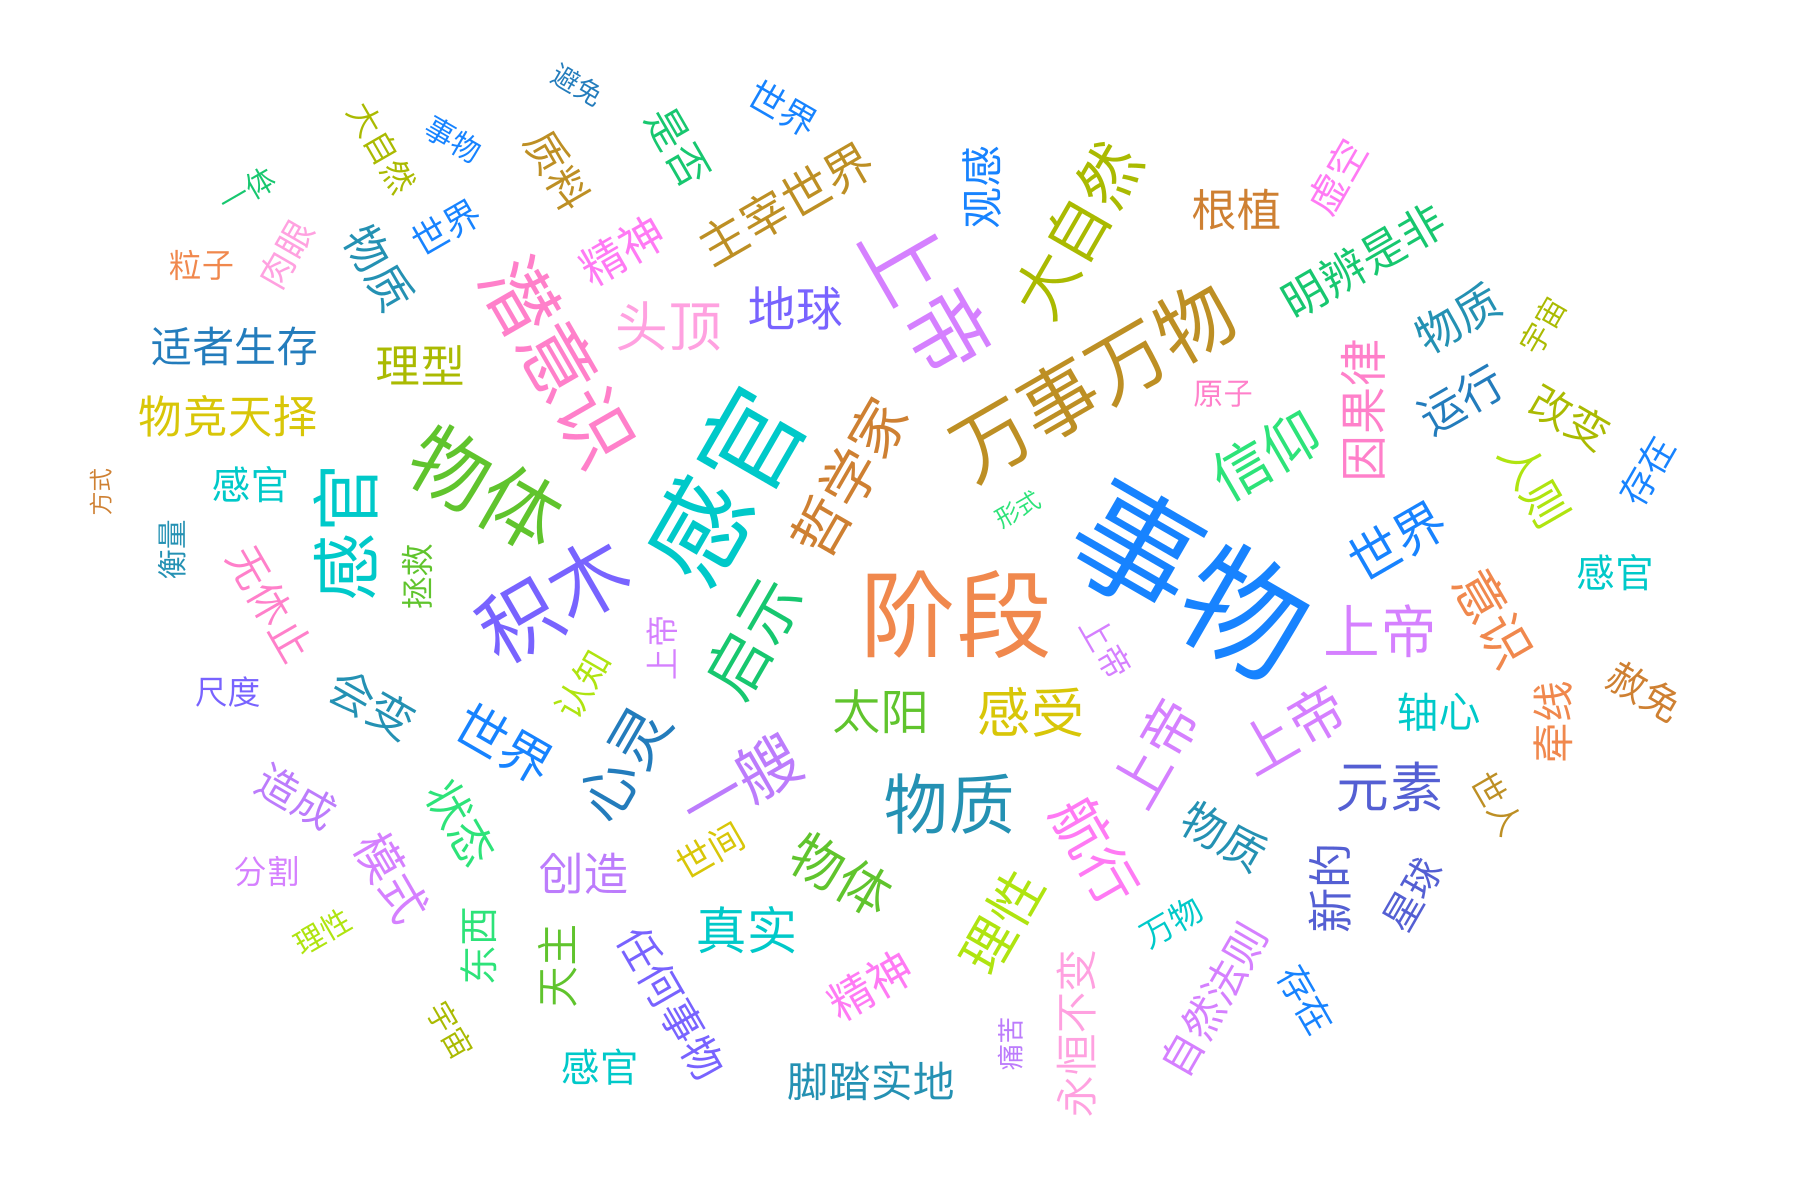 避免
世界
大自然
事物
质料
是否
主宰世界
观感
大自然
虚空
一体
肉眼
物质
世界
精神
根植
明辨是非
粒子
潜意识
头顶
地球
上帝
万事万物
物质
宇宙
适者生存
理型
原子
因果律
运行
改变
物竞天择
物体
感官
哲学家
信仰
人则
存在
方式
感官
感官
形式
事物
世界
感官
衡量
无休止
拯救
积木
启示
阶段
上帝
意识
上帝
上帝
尺度
会变
认知
太阳
感受
上帝
上帝
轴心
牵线
赦免
世界
心灵
一艘
造成
状态
物质
元素
世人
分割
模式
创造
世间
物体
航行
物质
新的
星球
理性
东西
天主
真实
理性
万物
任何事物
精神
自然法则
存在
宇宙
感官
脚踏实地
痛苦
永恒不变